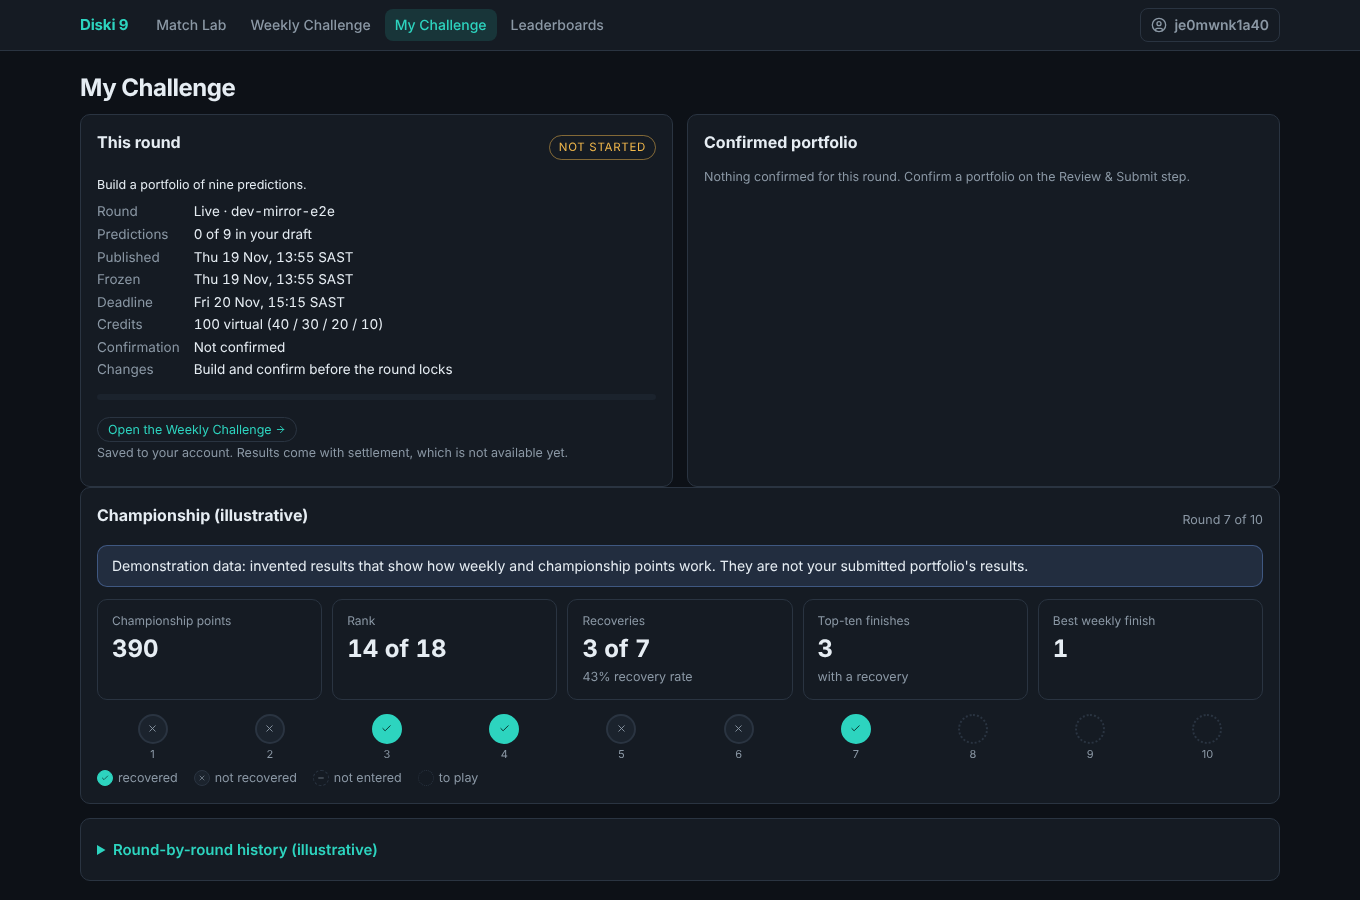 Diski 9
Match Lab
Weekly Challenge
My Challenge
Leaderboards
je0mwnk1a40
My Challenge
This round
NOT STARTED
Build a portfolio of nine predictions.
Round Live · dev-mirror-e2e
Predictions 0 of 9 in your draft
Published Thu 19 Nov, 13:55 SAST
Frozen Thu 19 Nov, 13:55 SAST
Deadline Fri 20 Nov, 15:15 SAST
Credits 100 virtual (40 / 30 / 20 / 10)
Confirmation Not confirmed
Changes Build and confirm before the round locks
Open the Weekly Challenge →
Saved to your account. Results come with settlement, which is not available yet.
Confirmed portfolio
Nothing confirmed for this round. Confirm a portfolio on the Review & Submit step.
Championship (illustrative)
Round 7 of 10
Demonstration data: invented results that show how weekly and championship points work. They are not your submitted portfolio's results.
Championship points
390
Rank
14 of 18
Recoveries
3 of 7
43% recovery rate
Top-ten finishes
3
with a recovery
Best weekly finish
1
1 2 3 4 5 6 7 8 9 10
recovered not recovered not entered to play
Round-by-round history (illustrative)